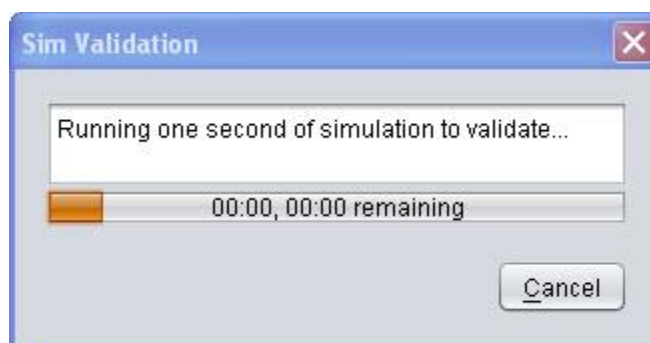 Sim Validation
Running one second of simulation to validate...
00:00, 00:00 remaining
Cancel